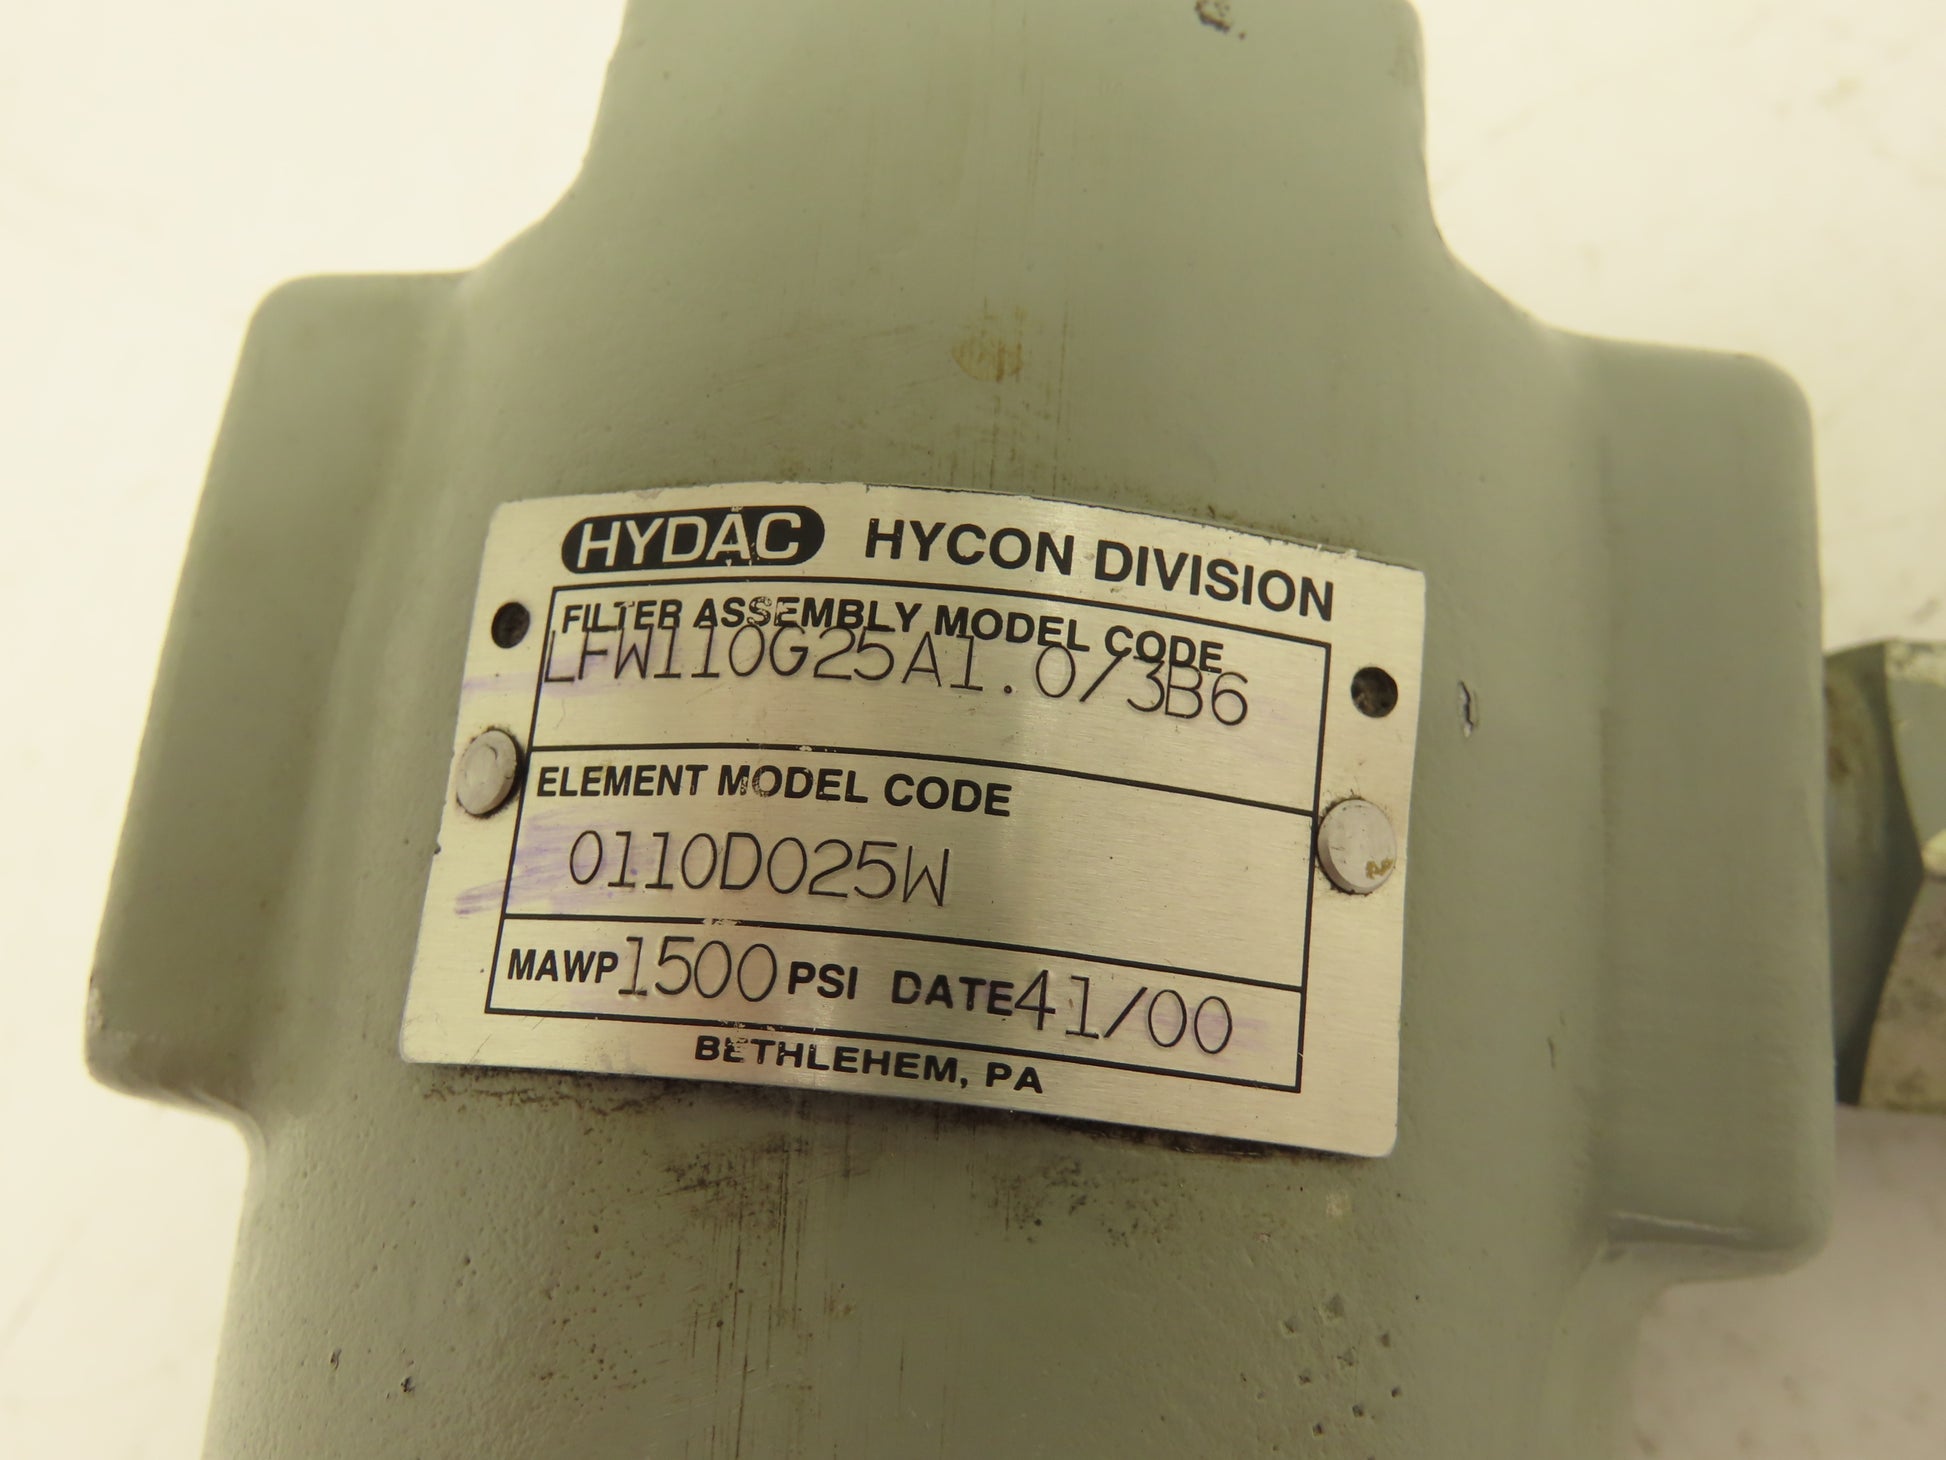 HYDAC HYCON DIVISION
FILTER ASSEMBLY MODEL CODE
LFW110G25A1.0/3B6
ELEMENT MODEL CODE
0110D025W
MAWP 1500 PSI DATE 41/00
BETHLEHEM, PA